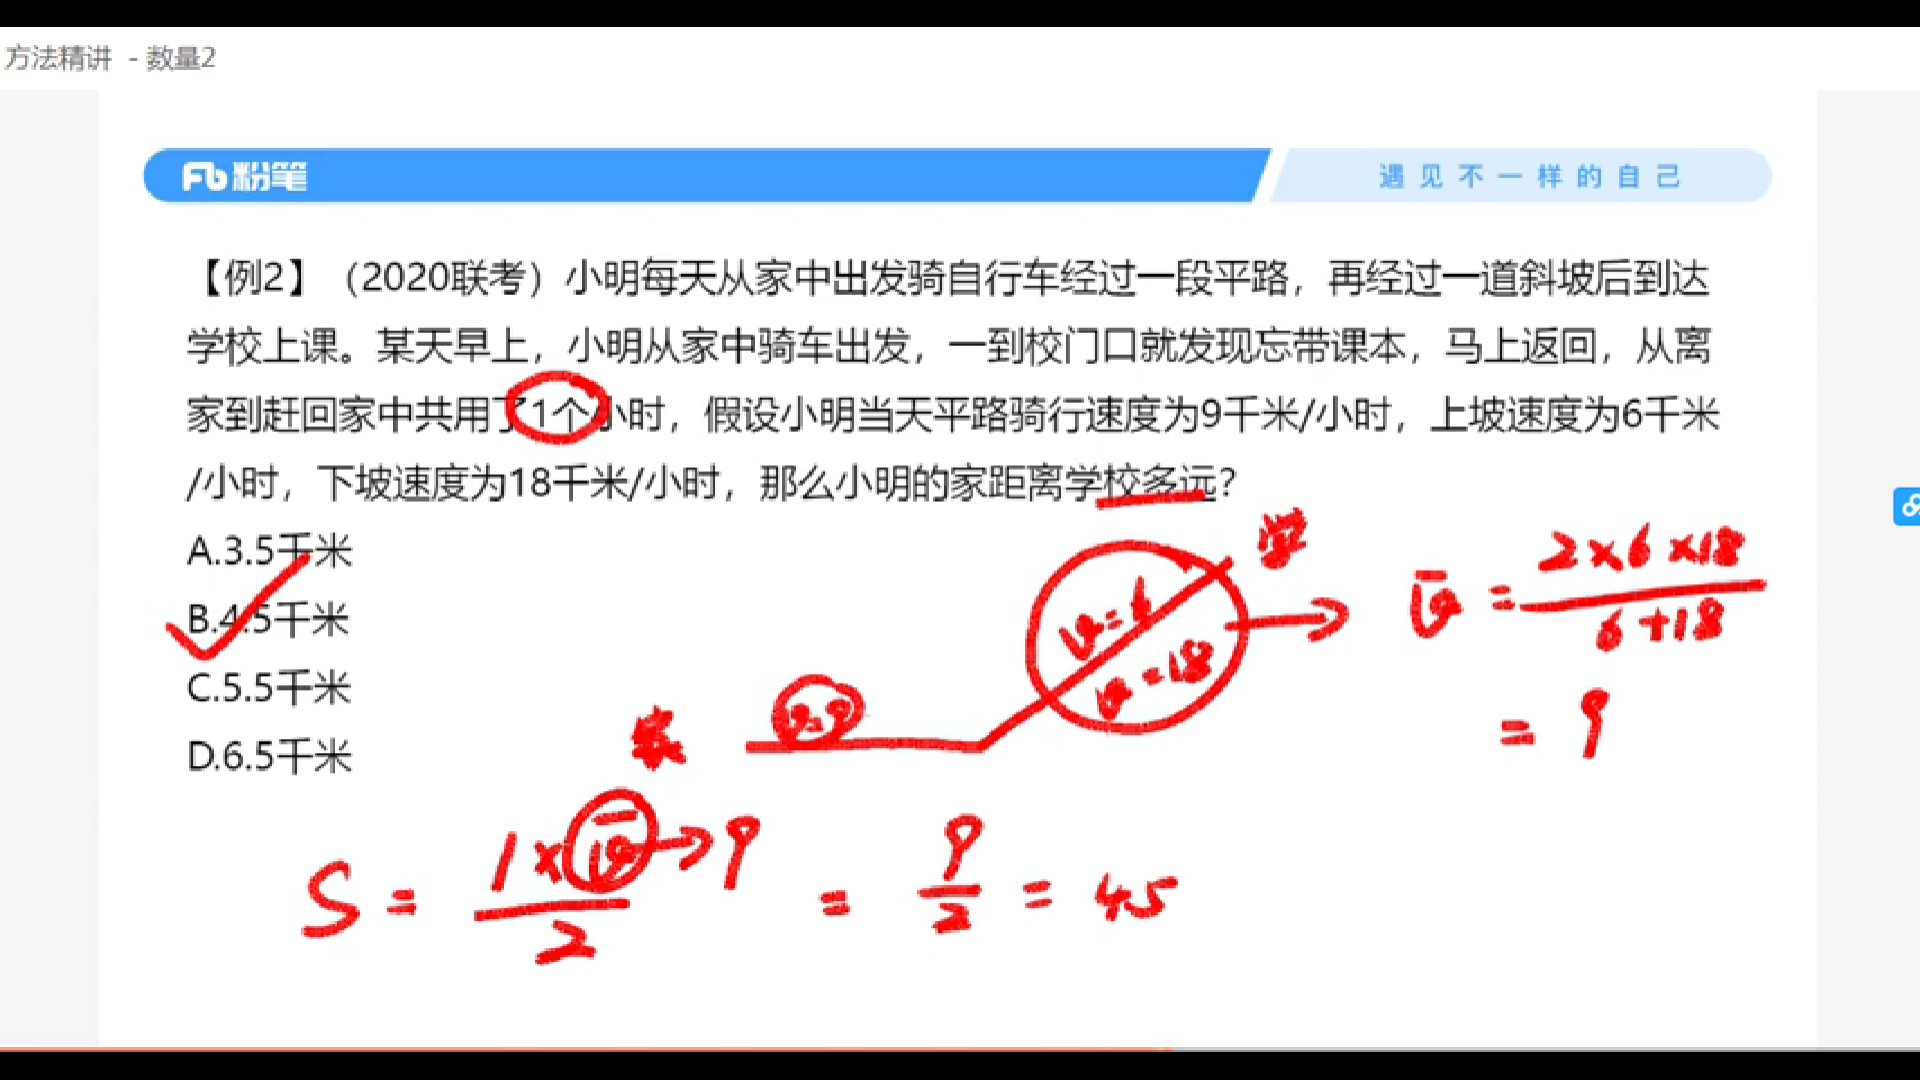 方法精讲 - 数量2
Fb粉笔
遇见不一样的自己
【例2】（2020联考）小明每天从家中出发骑自行车经过一段平路，再经过一道斜坡后到达
学校上课。某天早上，小明从家中骑车出发，一到校门口就发现忘带课本，马上返回，从离
家到赶回家中共用了1个小时，假设小明当天平路骑行速度为9千米/小时，上坡速度为6千米
/小时，下坡速度为18千米/小时，那么小明的家距离学校多远？
A.3.5千米
B.4.5千米
C.5.5千米
D.6.5千米
学
v=6
v=18
v̄ = 2×6×18 / 6+18
= 9
家
v=9
S = 1×v̄ / 2 → 9 = 9/2 = 4.5